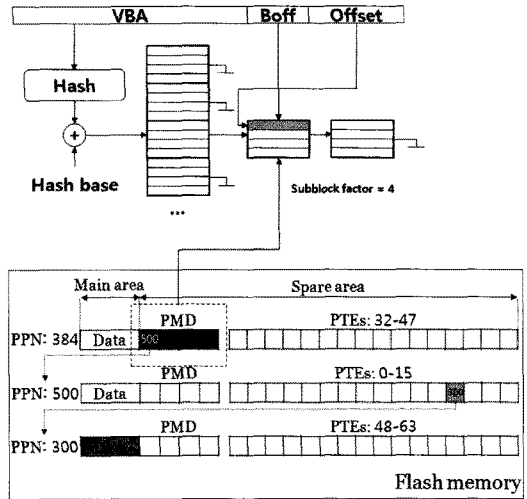 VBA Boff Offset
Hash
+
Hash base
Subblock factor = 4
...
Main area Spare area
PMD PTEs: 32-47
PPN: 384 Data 500
PMD PTEs: 0-15
PPN: 500 Data 300
PMD PTEs: 48-63
PPN: 300
Flash memory